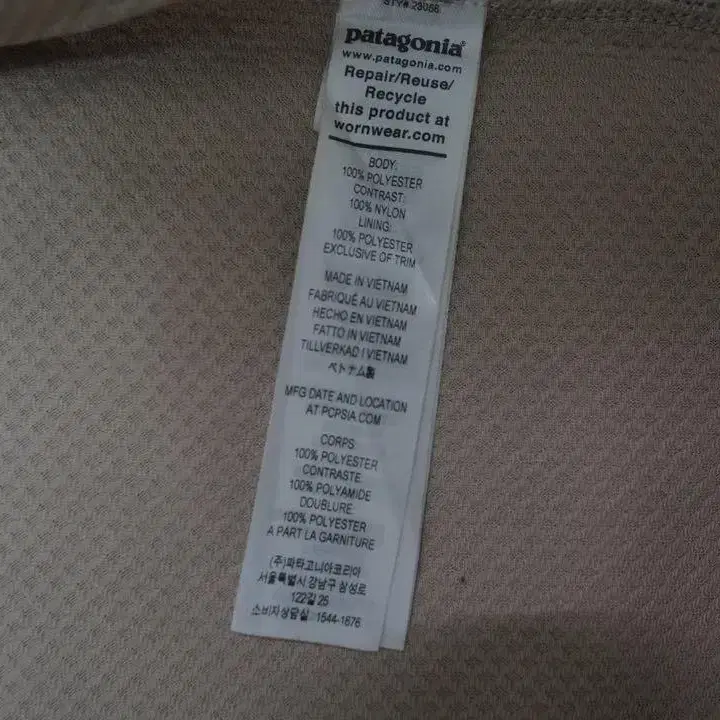 STY# 28068
patagonia®
www.patagonia.com
Repair/Reuse/
Recycle
this product at
wornwear.com
BODY:
100% POLYESTER
CONTRAST:
100% NYLON
LINING:
100% POLYESTER
EXCLUSIVE OF TRIM
MADE IN VIETNAM
FABRIQUÉ AU VIETNAM
HECHO EN VIETNAM
FATTO IN VIETNAM
TILLVERKAD I VIETNAM
ベトナム製
MFG DATE AND LOCATION
AT PCPSIA.COM
CORPS:
100% POLYESTER
CONTRASTE:
100% POLYAMIDE
DOUBLURE:
100% POLYESTER
A PART LA GARNITURE
(주)파타고니아코리아
서울특별시 강남구 삼성로
122길 25
소비자상담실: 1544-1876